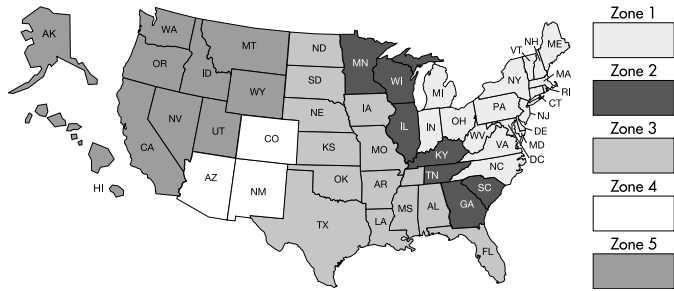 AK
WA
OR
ID
MT
WY
NV
UT
CA
HI
CO
AZ
NM
ND
SD
NE
KS
OK
TX
MN
IA
MO
AR
LA
WI
IL
MI
IN
OH
KY
TN
MS
AL
GA
SC
FL
NC
VA
WV
PA
NY
VT
NH
ME
MA
RI
CT
NJ
DE
MD
DC
Zone 1
Zone 2
Zone 3
Zone 4
Zone 5